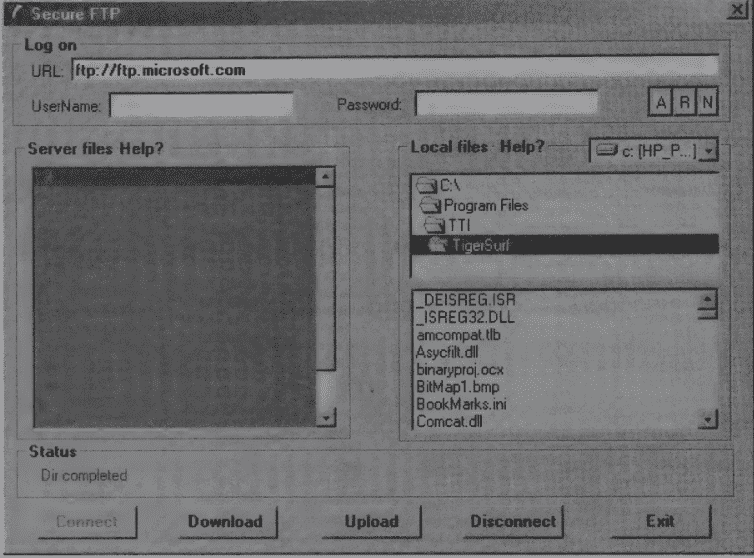 Secure FTP
Log on
URL: ftp://ftp.microsoft.com
UserName: Password: A R N
Server files Help?
Local files Help? c: [HP_P...]
C:\
Program Files
TTI
TigerSurf
_DEISREG.ISR
_ISREG32.DLL
amcompat.tlb
Asycfilt.dll
binaryproj.ocx
BitMap1.bmp
BookMarks.ini
Comcat.dll
Status
Dir completed
Connect Download Upload Disconnect Exit